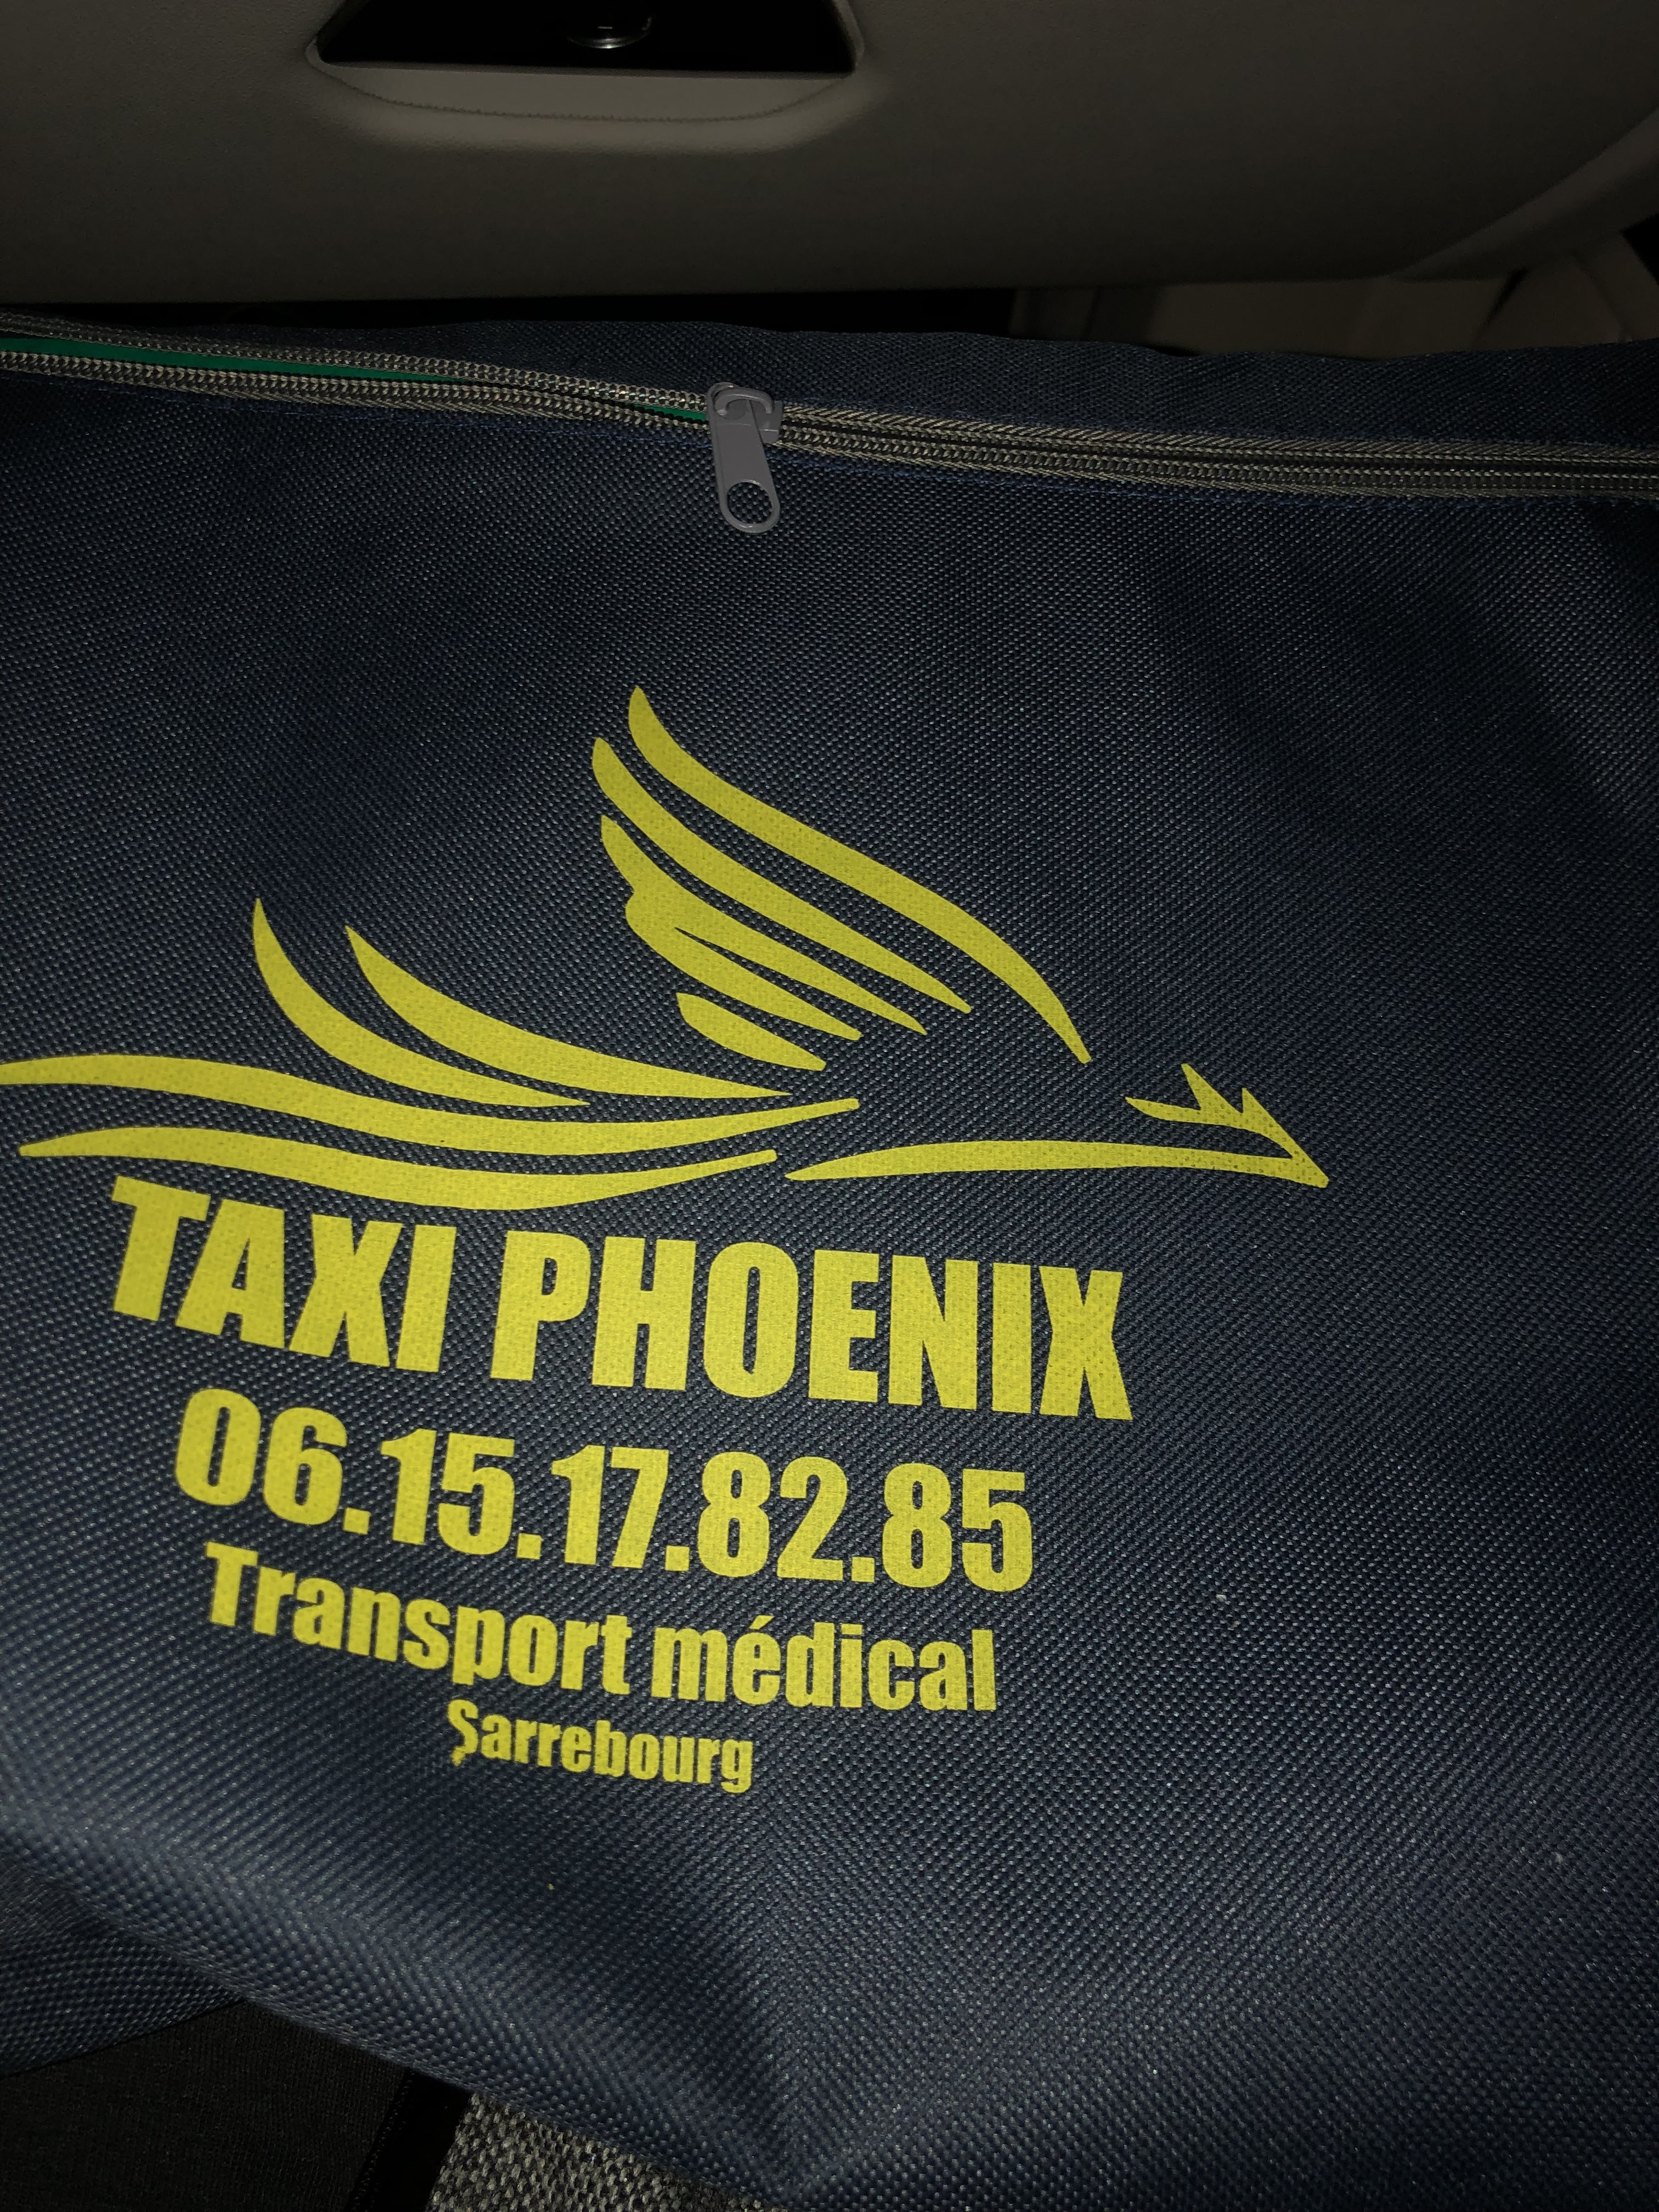 TAXI PHOENIX
06.15.17.82.85
Transport médical
Sarrebourg